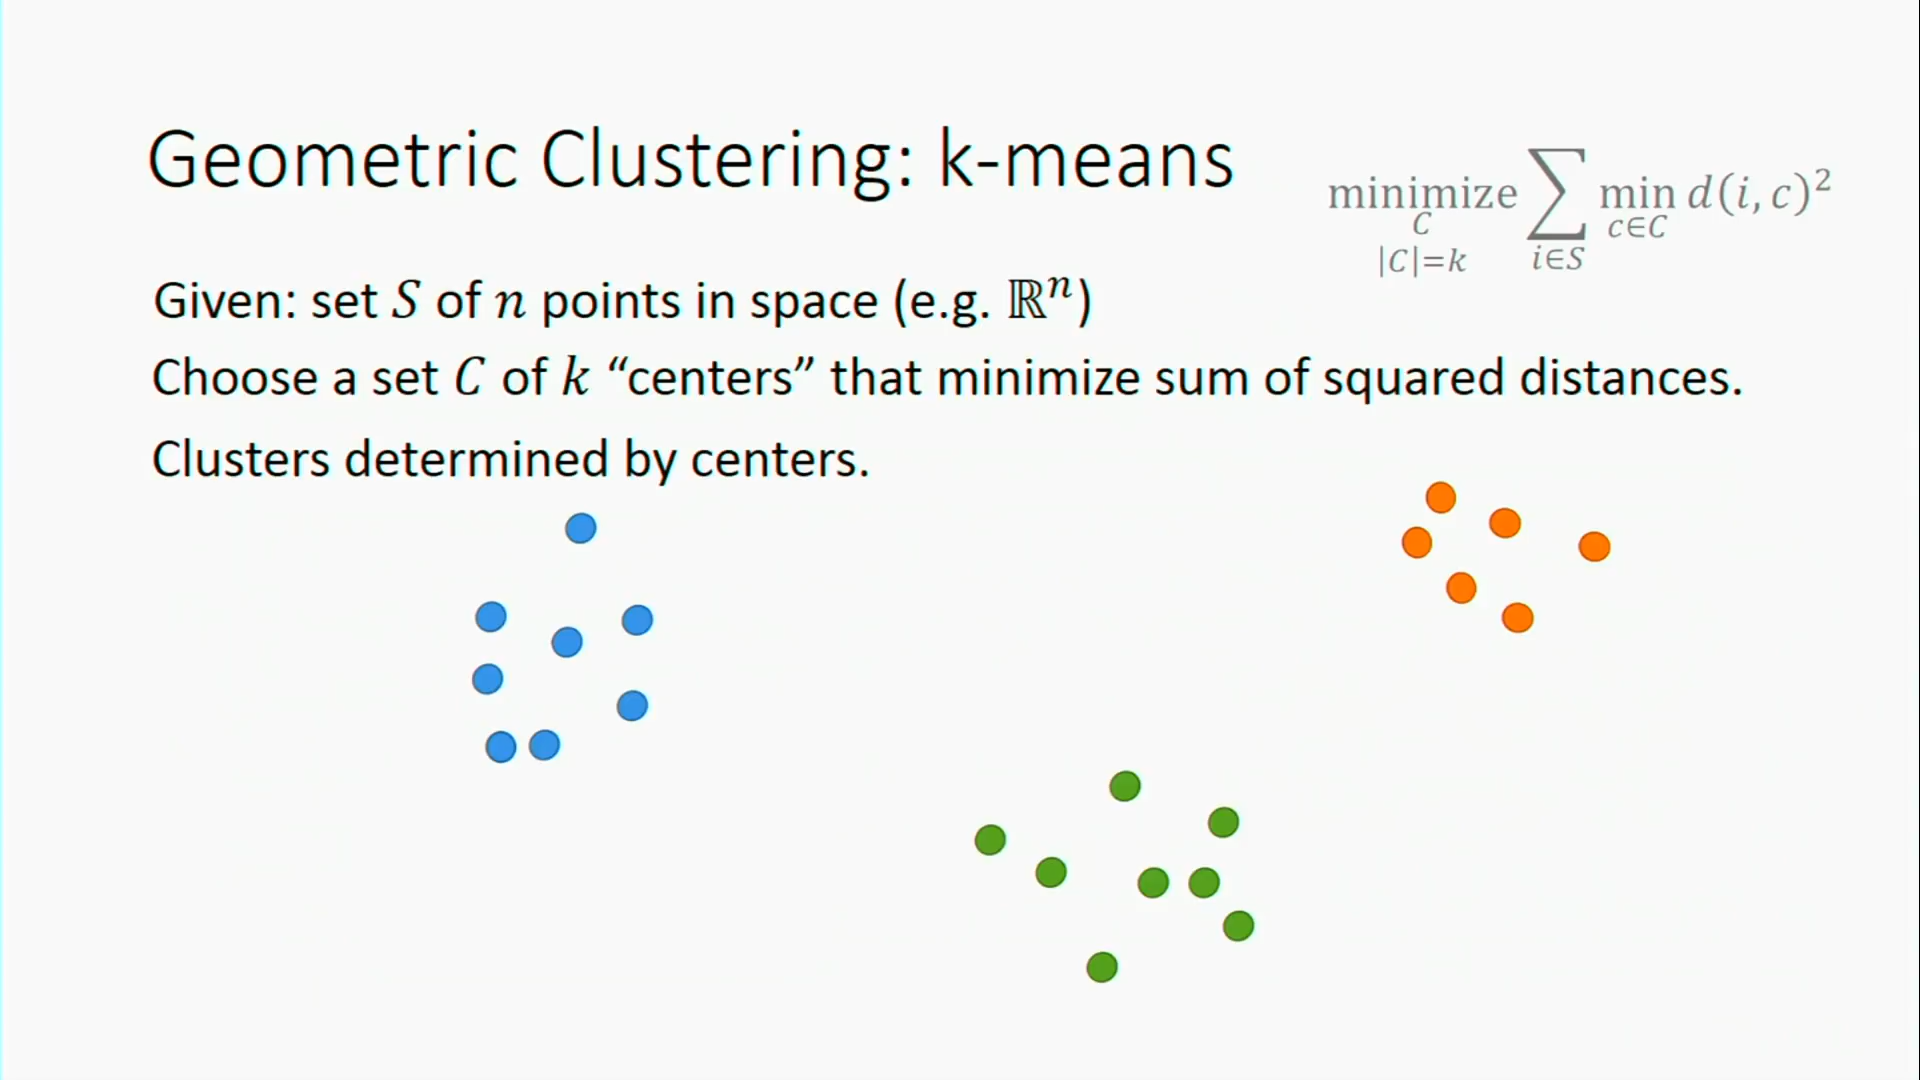 Geometric Clustering: k-means
minimize ∑ min d(i, c)²
C c∈C
|C|=k i∈S
Given: set S of n points in space (e.g. ℝⁿ)
Choose a set C of k “centers” that minimize sum of squared distances.
Clusters determined by centers.